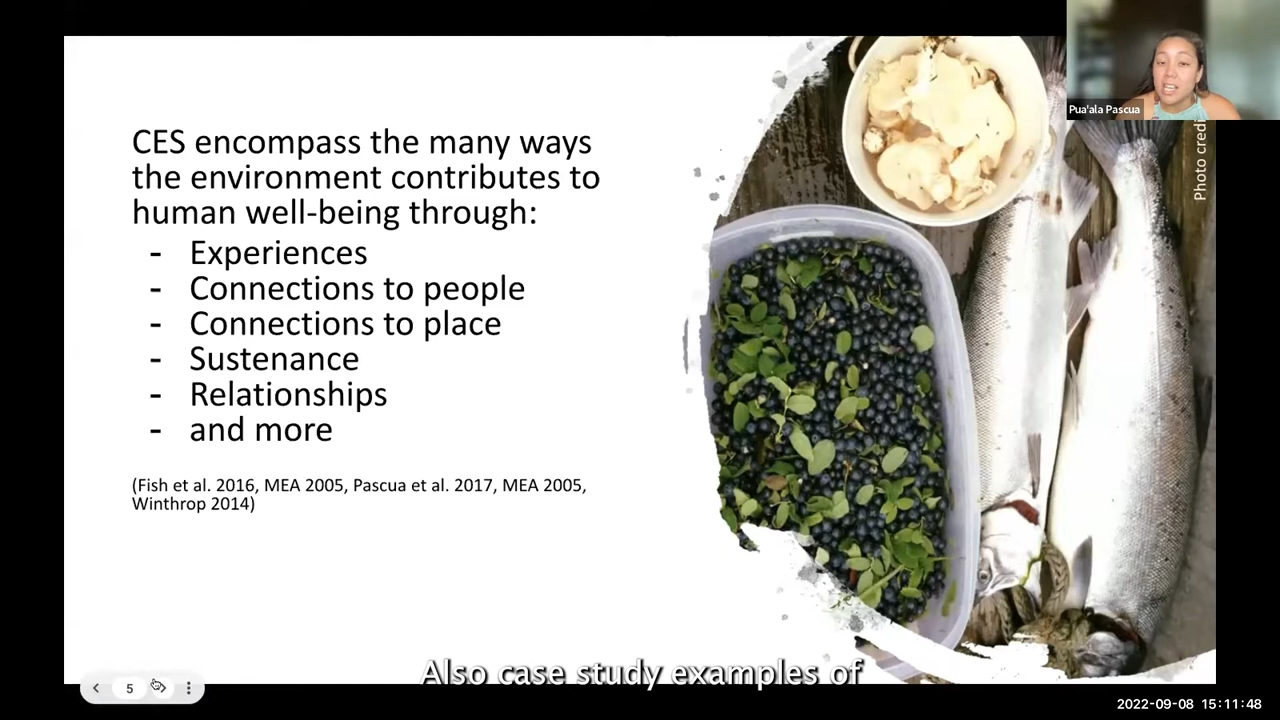 CES encompass the many ways
the environment contributes to
human well-being through:
- Experiences
- Connections to people
- Connections to place
- Sustenance
- Relationships
- and more
(Fish et al. 2016, MEA 2005, Pascua et al. 2017, MEA 2005,
Winthrop 2014)
Pua'ala Pascua
Photo
5
Also case study examples of
2022-09-08 15:11:48